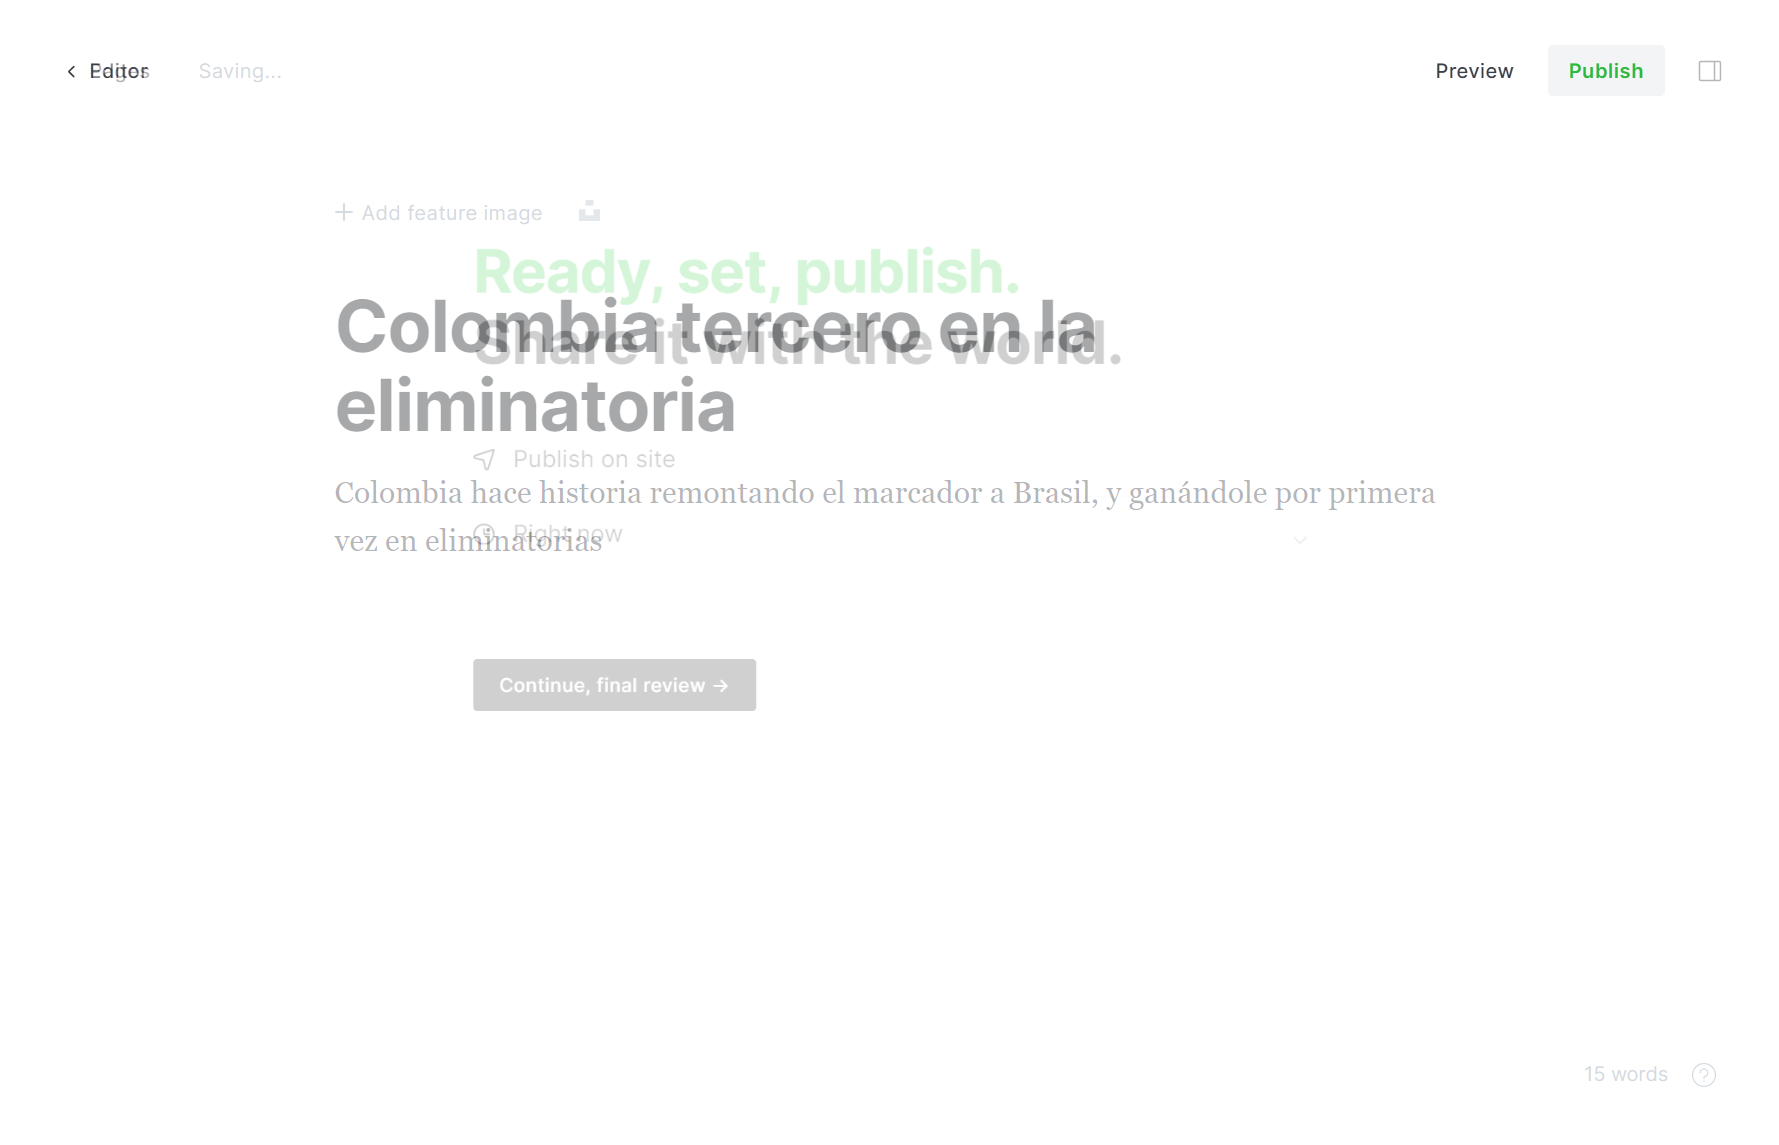 Editor
Pages
Saving...
Preview
Publish
Add feature image
Ready, set, publish.
Colombia tercero en la
Share it with the world.
eliminatoria
Publish on site
Colombia hace historia remontando el marcador a Brasil, y ganándole por primera
Right now
vez en eliminatorias
Continue, final review →
15 words